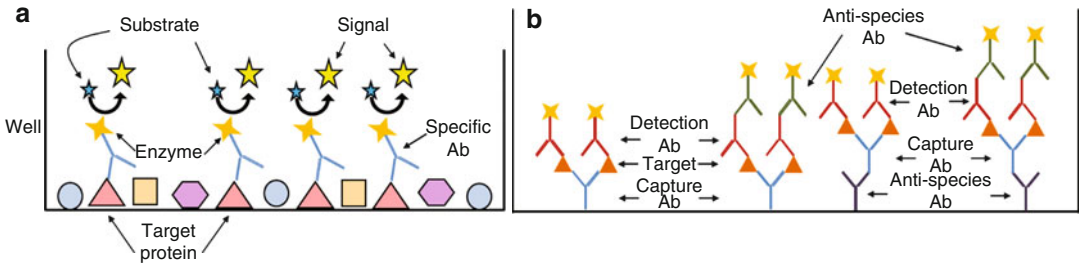 a
Substrate
Signal
Well
Enzyme
Specific
Ab
Target
protein
b
Anti-species
Ab
Detection
Ab
Detection
Ab
Target
Capture
Ab
Capture
Ab
Anti-species
Ab